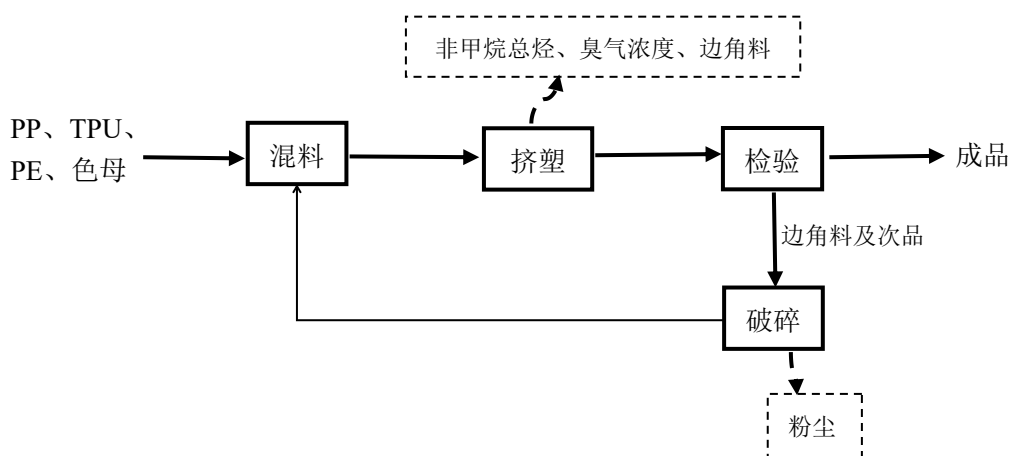 非甲烷总烃、臭气浓度、边角料
PP、TPU、
PE、色母
混料
挤塑
检验
成品
边角料及次品
破碎
粉尘